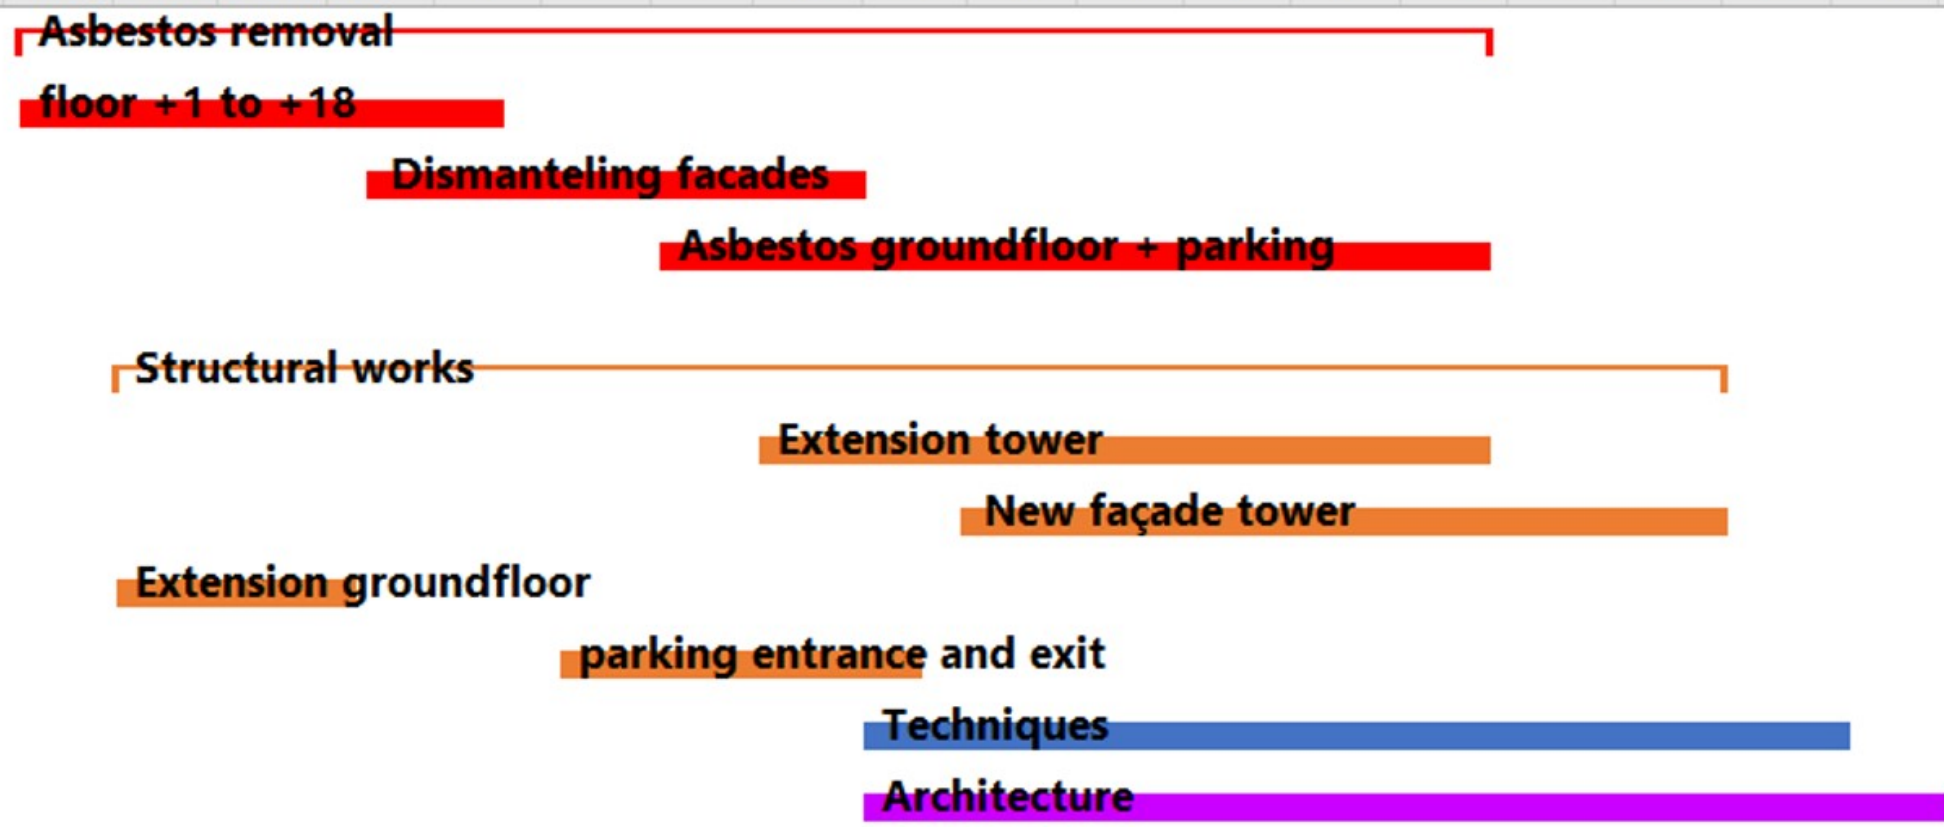 Asbestos removal
floor +1 to +18
Dismanteling facades
Asbestos groundfloor + parking
Structural works
Extension tower
New façade tower
Extension groundfloor
parking entrance and exit
Techniques
Architecture